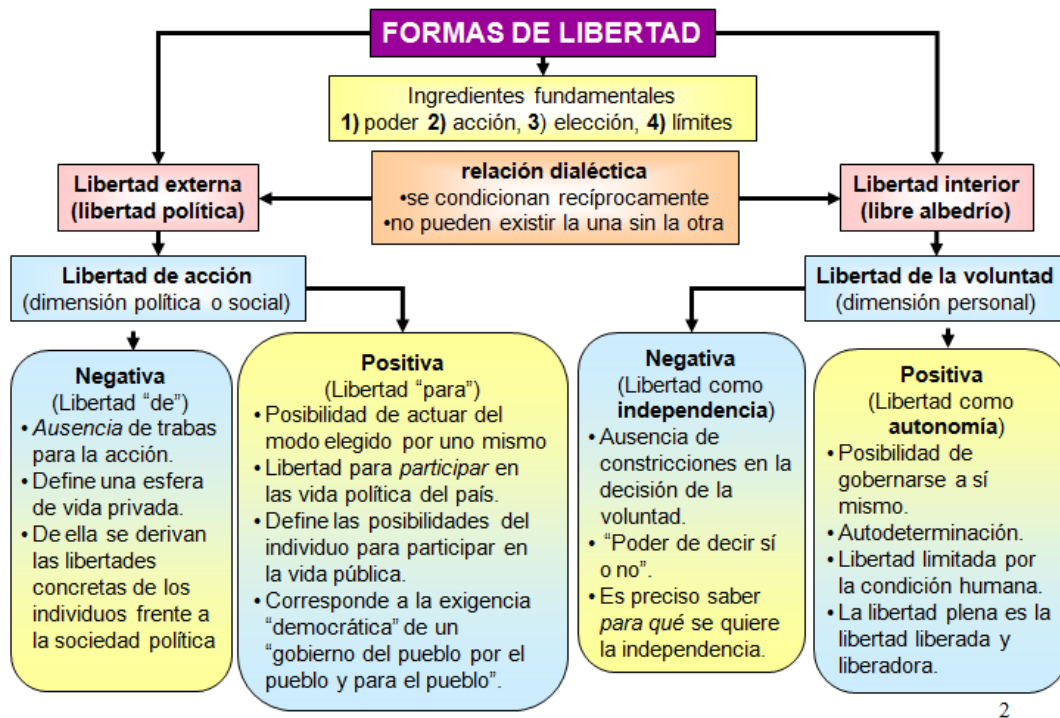 FORMAS DE LIBERTAD
Ingredientes fundamentales
1) poder 2) acción, 3) elección, 4) límites
Libertad externa
(libertad política)
relación dialéctica
•se condicionan recíprocamente
•no pueden existir la una sin la otra
Libertad interior
(libre albedrío)
Libertad de acción
(dimensión política o social)
Libertad de la voluntad
(dimensión personal)
Negativa
(Libertad “de”)
• Ausencia de trabas
para la acción.
• Define una esfera
de vida privada.
• De ella se derivan
las libertades
concretas de los
individuos frente a
la sociedad política
Positiva
(Libertad “para”)
• Posibilidad de actuar del
modo elegido por uno mismo
• Libertad para participar en
las vida política del país.
• Define las posibilidades del
individuo para participar en
la vida pública.
• Corresponde a la exigencia
“democrática” de un
“gobierno del pueblo por el
pueblo y para el pueblo”.
Negativa
(Libertad como
independencia)
• Ausencia de
constricciones en la
decisión de la
voluntad.
• “Poder de decir sí
o no”.
• Es preciso saber
para qué se quiere
la independencia.
Positiva
(Libertad como
autonomía)
• Posibilidad de
gobernarse a sí
mismo.
• Autodeterminación.
• Libertad limitada por
la condición humana.
• La libertad plena es la
libertad liberada y
liberadora.
2